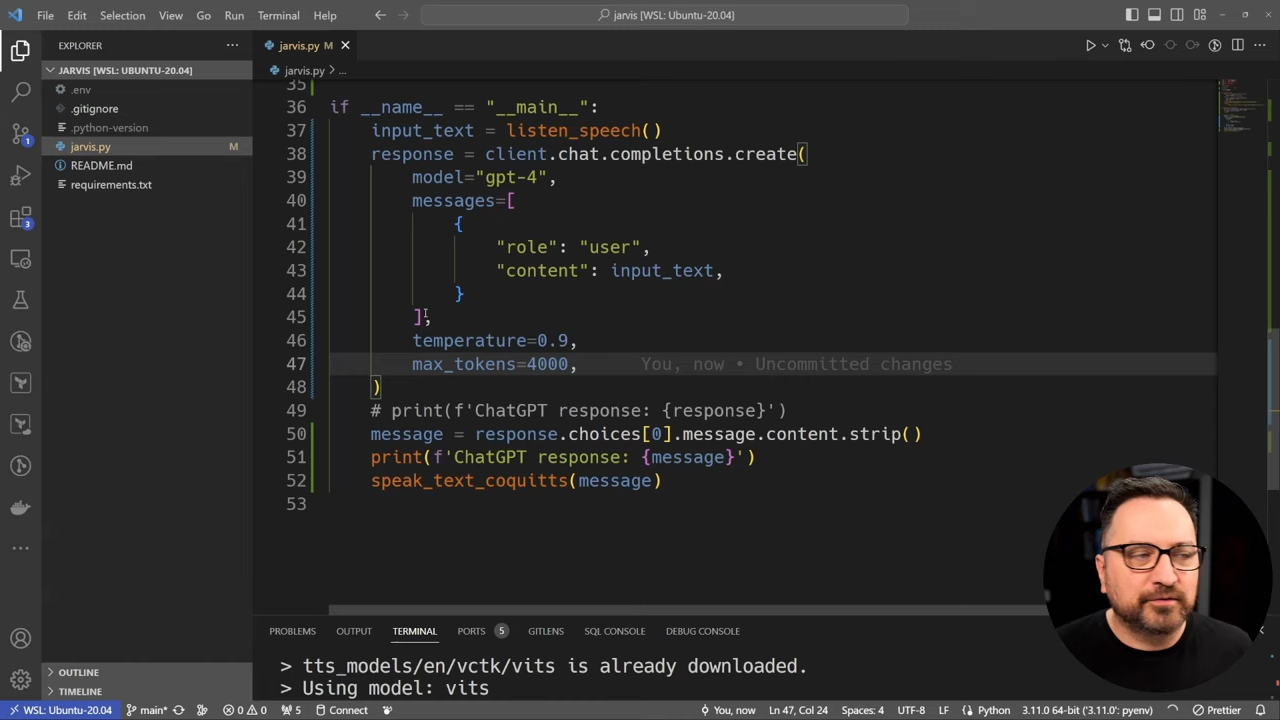 File Edit Selection View Go Run Terminal Help
jarvis [WSL: Ubuntu-20.04]
EXPLORER
JARVIS [WSL: UBUNTU-20.04]
.env
.gitignore
.python-version
jarvis.py M
README.md
requirements.txt
OUTLINE
TIMELINE
jarvis.py M
jarvis.py > ...
35
36 if __name__ == "__main__":
37 input_text = listen_speech()
38 response = client.chat.completions.create(
39 model="gpt-4",
40 messages=[
41 {
42 "role": "user",
43 "content": input_text,
44 }
45 ],
46 temperature=0.9,
47 max_tokens=4000, You, now • Uncommitted changes
48 )
49 # print(f'ChatGPT response: {response}')
50 message = response.choices[0].message.content.strip()
51 print(f'ChatGPT response: {message}')
52 speak_text_coquitts(message)
53
PROBLEMS OUTPUT TERMINAL PORTS 5 GITLENS SQL CONSOLE DEBUG CONSOLE
> tts_models/en/vctk/vits is already downloaded.
> Using model: vits
1
3
WSL: Ubuntu-20.04 main* 0 0 5 Connect You, now Ln 47, Col 24 Spaces: 4 UTF-8 LF Python 3.11.0 64-bit ('3.11.0': pyenv) Prettier